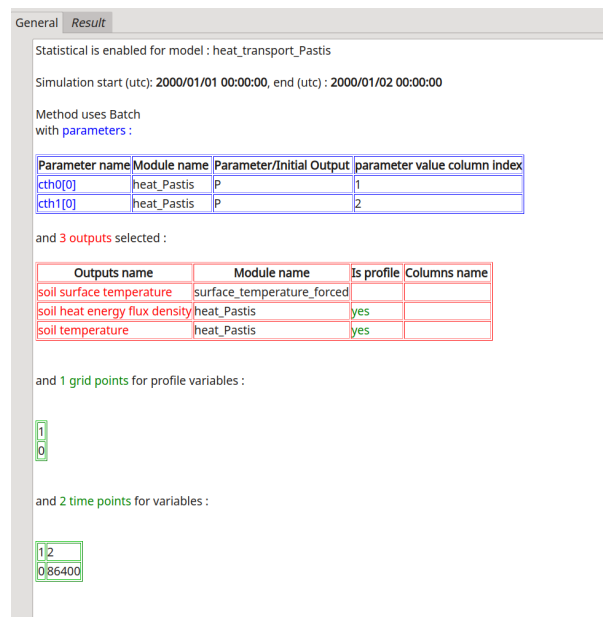 General Result
Statistical is enabled for model : heat_transport_Pastis
Simulation start (utc): 2000/01/01 00:00:00, end (utc) : 2000/01/02 00:00:00
Method uses Batch
with parameters :
Parameter name Module name Parameter/Initial Output parameter value column index
cth0[0] heat_Pastis P 1
cth1[0] heat_Pastis P 2
and 3 outputs selected :
Outputs name Module name Is profile Columns name
soil surface temperature surface_temperature_forced
soil heat energy flux density heat_Pastis yes
soil temperature heat_Pastis yes
and 1 grid points for profile variables :
1
0
and 2 time points for variables :
1 2
0 86400